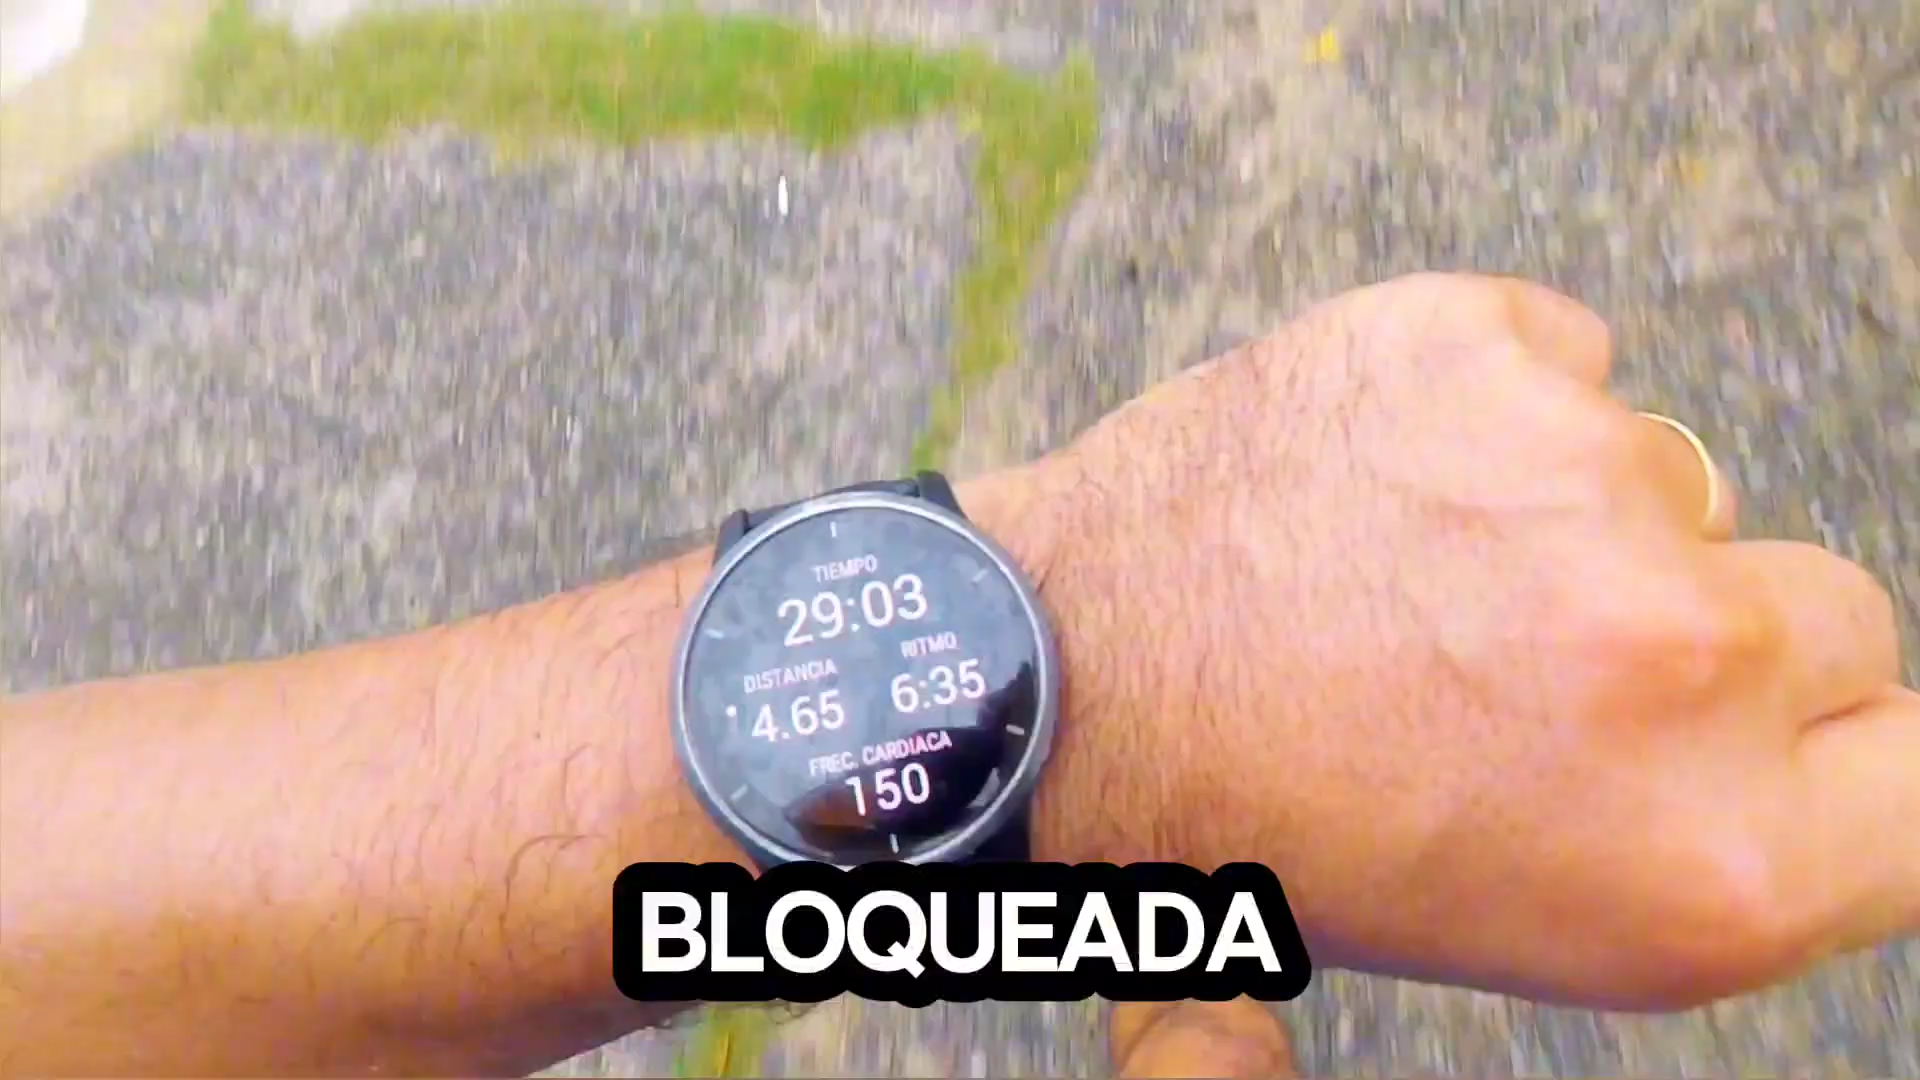 TIEMPO
29:03
DISTANCIA RITMO
4.65 6:35
FREC. CARDIACA
150
BLOQUEADA